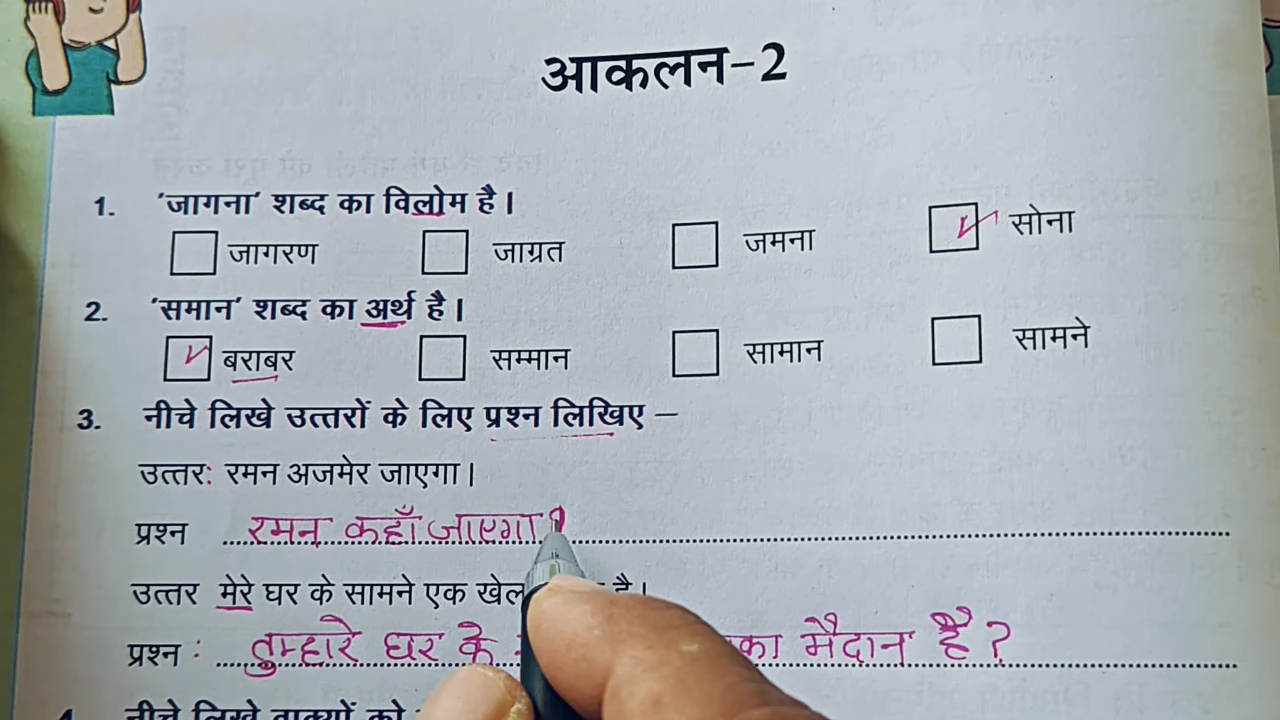 आकलन-2
1. 'जागना' शब्द का विलोम है।
जागरण जाग्रत जमना सोना
2. 'समान' शब्द का अर्थ है।
बराबर सम्मान सामान सामने
3. नीचे लिखे उत्तरों के लिए प्रश्न लिखिए –
उत्तर: रमन अजमेर जाएगा।
प्रश्न रमन कहाँ जाएगा?
उत्तर मेरे घर के सामने एक खेल है।
प्रश्न : तुम्हारे घर के मैदान है?
नीचे लिखे वाक्यों को